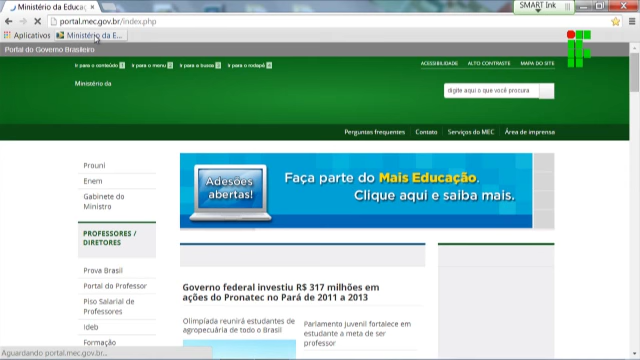 Ministério da Educaç
SMART Ink
portal.mec.gov.br/index.php
Aplicativos
Ministério da E...
Portal do Governo Brasileiro
Ir para o conteúdo 1 Ir para o menu 2 Ir para a busca 3 Ir para o rodapé 4
ACESSIBILIDADE ALTO CONTRASTE MAPA DO SITE
Ministério da
digite aqui o que você procura
Perguntas frequentes Contato Serviços do MEC Área de imprensa
Prouni
Enem
Gabinete do
Ministro
PROFESSORES /
DIRETORES
Prova Brasil
Portal do Professor
Piso Salarial de
Professores
Ideb
Formação
Adesões
abertas!
Faça parte do Mais Educação.
Clique aqui e saiba mais.
Governo federal investiu R$ 317 milhões em
ações do Pronatec no Pará de 2011 a 2013
Olimpíada reunirá estudantes de
agropecuária de todo o Brasil
Parlamento juvenil fortalece em
estudante a meta de ser
professor
Aguardando portal.mec.gov.br...